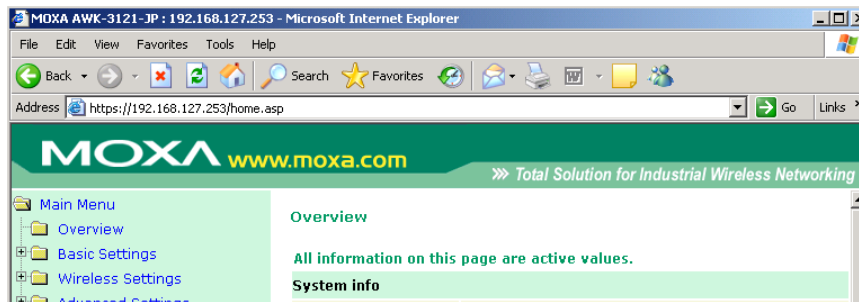 MOXA AWK-3121-JP : 192.168.127.253 - Microsoft Internet Explorer
File Edit View Favorites Tools Help
Back Search Favorites
Address https://192.168.127.253/home.asp Go Links
MOXA www.moxa.com
Total Solution for Industrial Wireless Networking
Main Menu
Overview
Basic Settings
Wireless Settings
Advanced Settings
Overview
All information on this page are active values.
System info